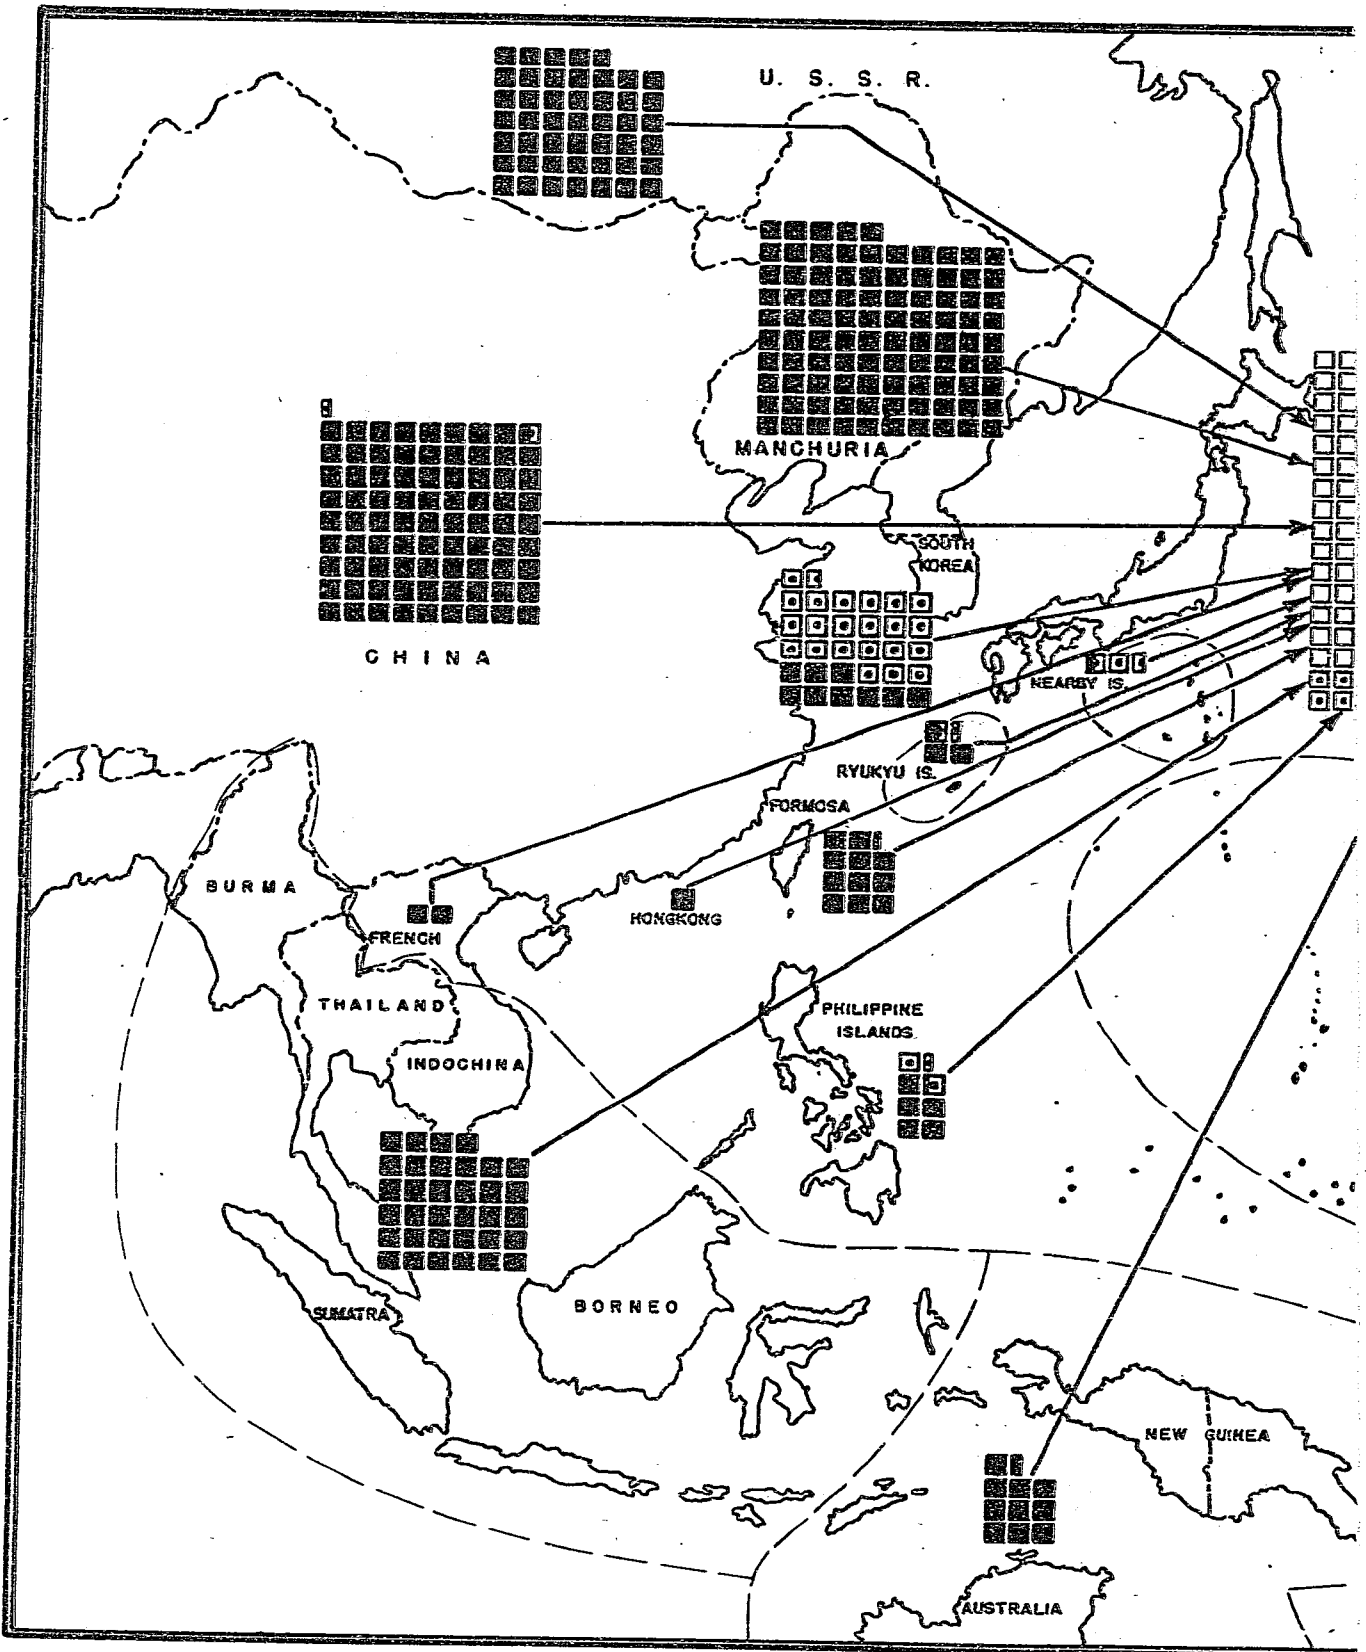 U. S. S. R.
MANCHURIA
SOUTH
KOREA
CHINA
NEARBY IS.
RYUKYU IS.
FORMOSA
BURMA
HONGKONG
FRENCH
THAILAND
PHILIPPINE
ISLANDS
INDOCHINA
SUMATRA
BORNEO
NEW GUINEA
AUSTRALIA